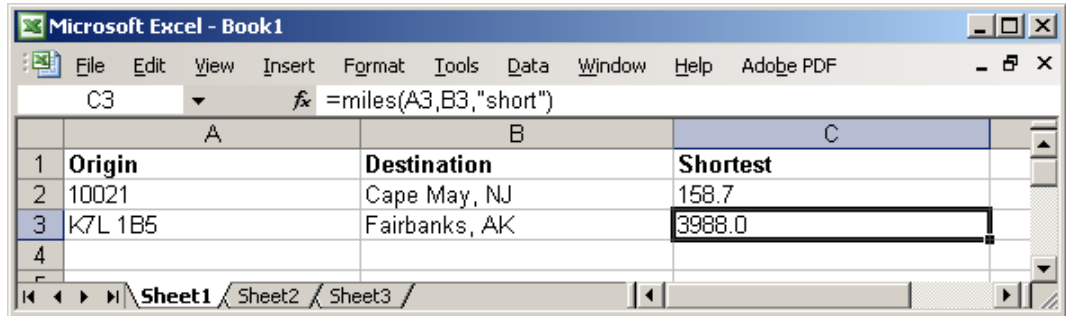 Microsoft Excel - Book1
File Edit View Insert Format Tools Data Window Help Adobe PDF
C3 fx =miles(A3,B3,"short")
A B C
1 Origin Destination Shortest
2 10021 Cape May, NJ 158.7
3 K7L 1B5 Fairbanks, AK 3988.0
4
Sheet1 Sheet2 Sheet3